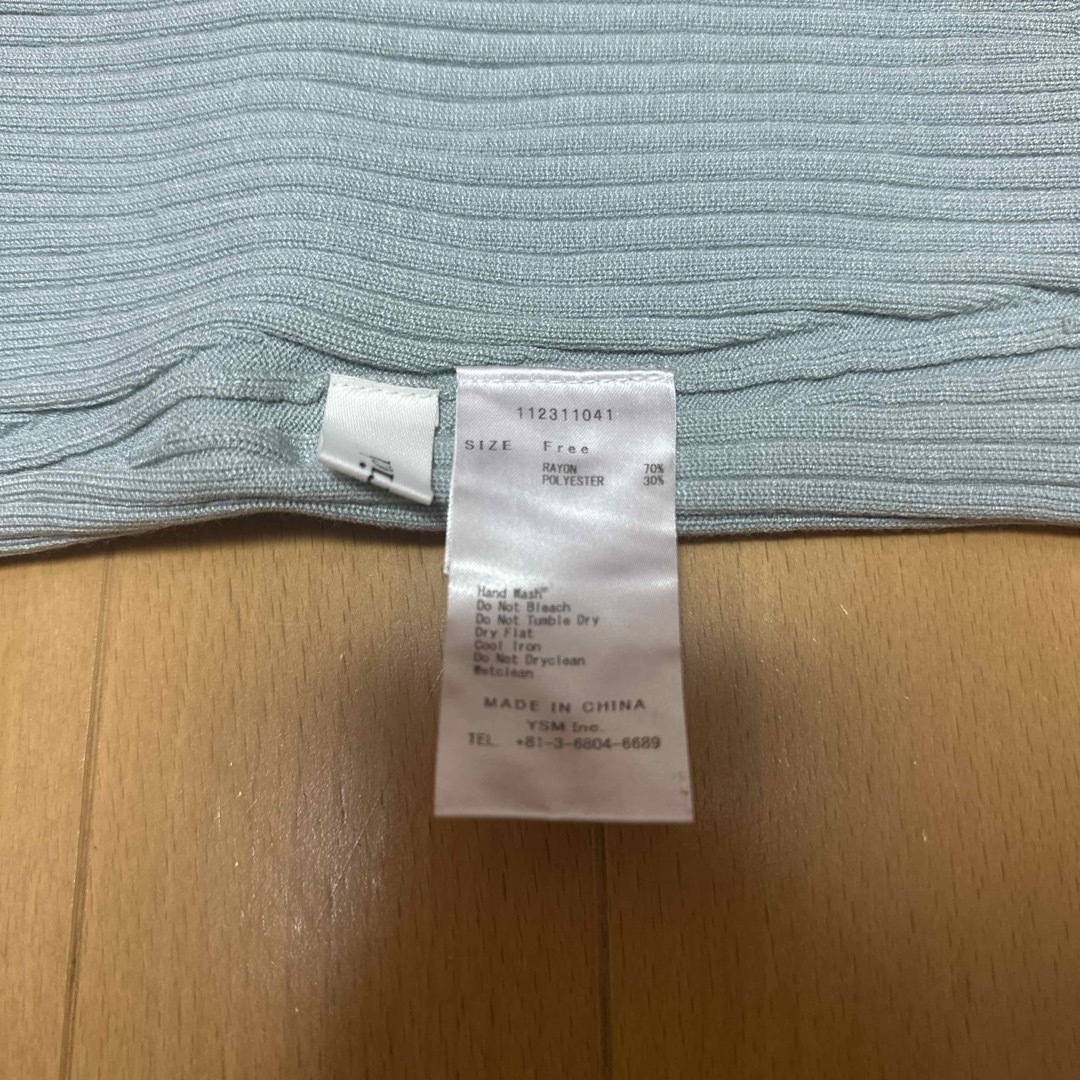 112311041
SIZE Free
RAYON 70%
POLYESTER 30%
Hand Wash
Do Not Bleach
Do Not Tumble Dry
Dry Flat
Cool Iron
Do Not Dryclean
Wetclean
MADE IN CHINA
YSM Inc.
TEL +81-3-6804-6689